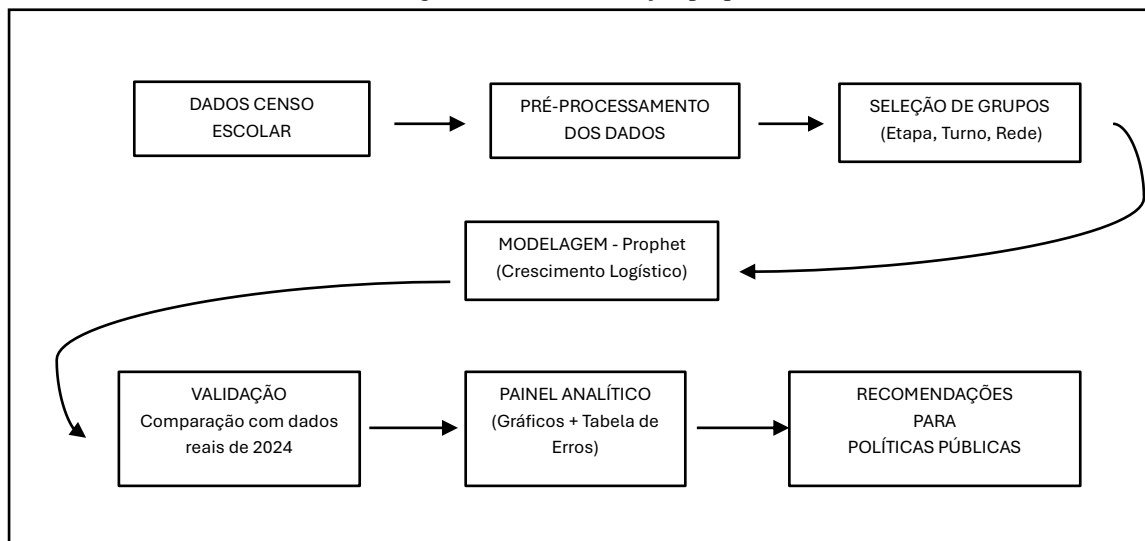 DADOS CENSO
ESCOLAR
PRÉ-PROCESSAMENTO
DOS DADOS
SELEÇÃO DE GRUPOS
(Etapa, Turno, Rede)
MODELAGEM - Prophet
(Crescimento Logístico)
VALIDAÇÃO
Comparação com dados
reais de 2024
PAINEL ANALÍTICO
(Gráficos + Tabela de
Erros)
RECOMENDAÇÕES
PARA
POLÍTICAS PÚBLICAS